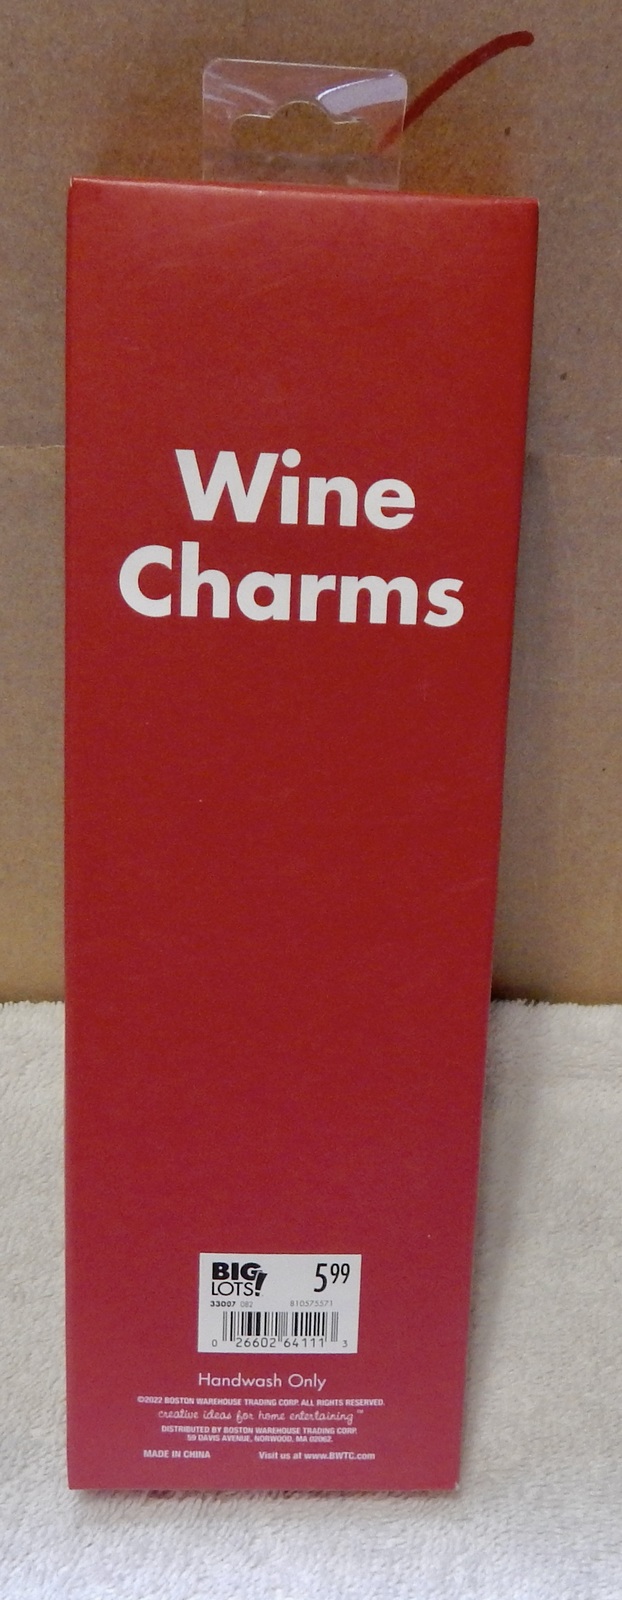 Wine
Charms
BIG LOTS! 5.99
33007 082 810575571
0 26602 64111 3
Handwash Only
©2022 BOSTON WAREHOUSE TRADING CORP. ALL RIGHTS RESERVED.
creative ideas for home entertaining™
DISTRIBUTED BY BOSTON WAREHOUSE TRADING CORP.
59 DAVIS AVENUE, NORWOOD, MA 02062.
MADE IN CHINA Visit us at www.BWTC.com